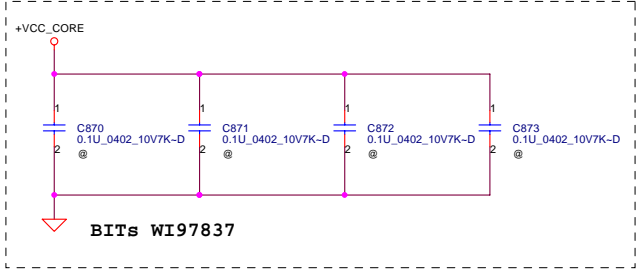 +VCC_CORE
1
C870
0.1U_0402_10V7K~D
2
@
1
C871
0.1U_0402_10V7K~D
2
@
1
C872
0.1U_0402_10V7K~D
2
@
1
C873
0.1U_0402_10V7K~D
2
@
BITs WI97837